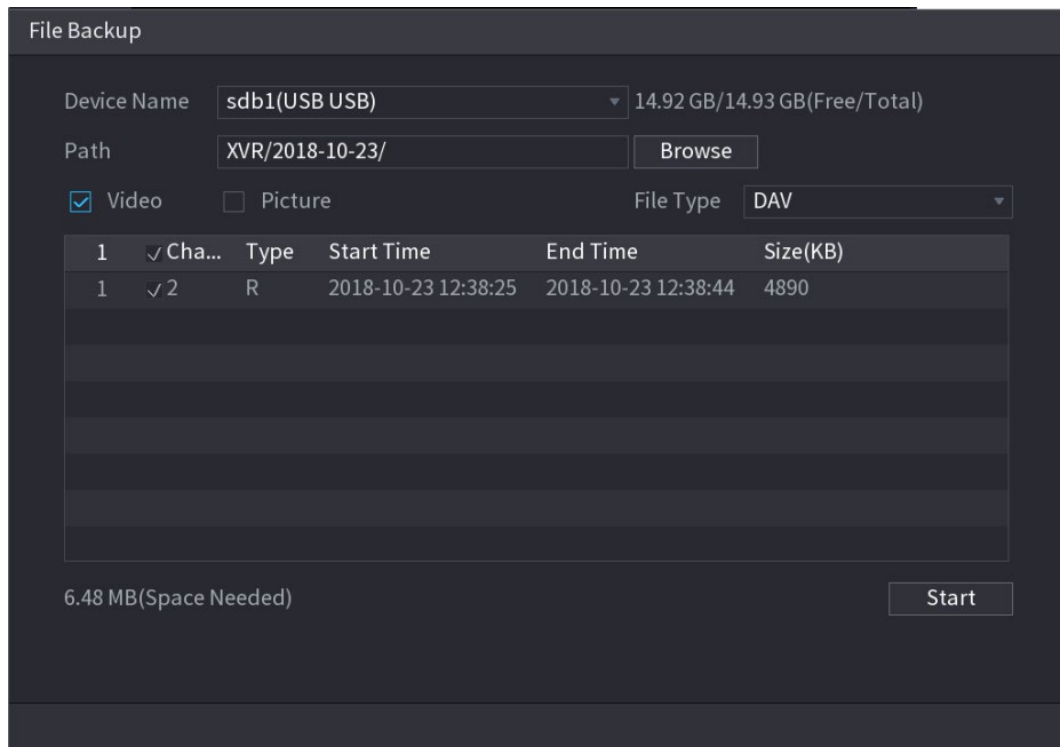 File Backup
Device Name sdb1(USB USB) 14.92 GB/14.93 GB(Free/Total)
Path XVR/2018-10-23/ Browse
Video Picture File Type DAV
1 Cha... Type Start Time End Time Size(KB)
1 2 R 2018-10-23 12:38:25 2018-10-23 12:38:44 4890
6.48 MB(Space Needed) Start